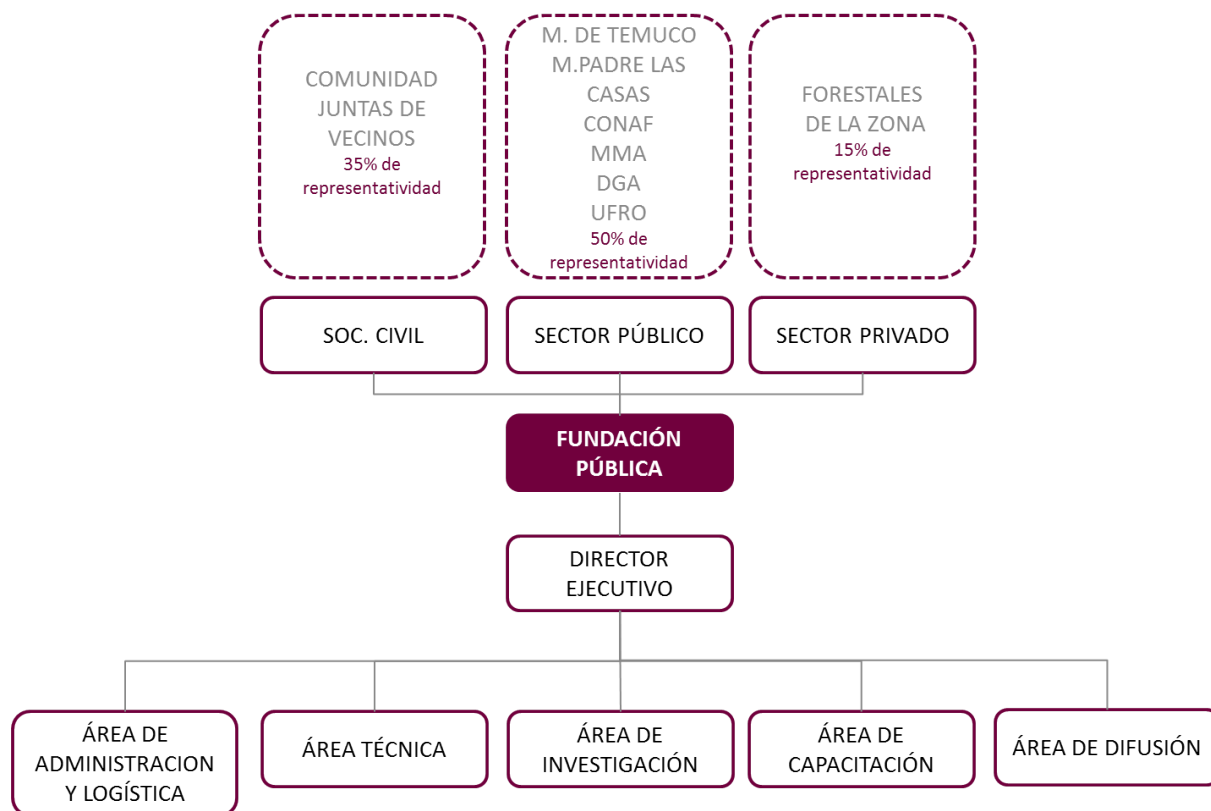 COMUNIDAD
JUNTAS DE
VECINOS
35% de
representatividad
M. DE TEMUCO
M.PADRE LAS
CASAS
CONAF
MMA
DGA
UFRO
50% de
representatividad
FORESTALES
DE LA ZONA
15% de
representatividad
SOC. CIVIL
SECTOR PÚBLICO
SECTOR PRIVADO
FUNDACIÓN
PÚBLICA
DIRECTOR
EJECUTIVO
ÁREA DE
ADMINISTRACION
Y LOGÍSTICA
ÁREA TÉCNICA
ÁREA DE
INVESTIGACIÓN
ÁREA DE
CAPACITACIÓN
ÁREA DE DIFUSIÓN